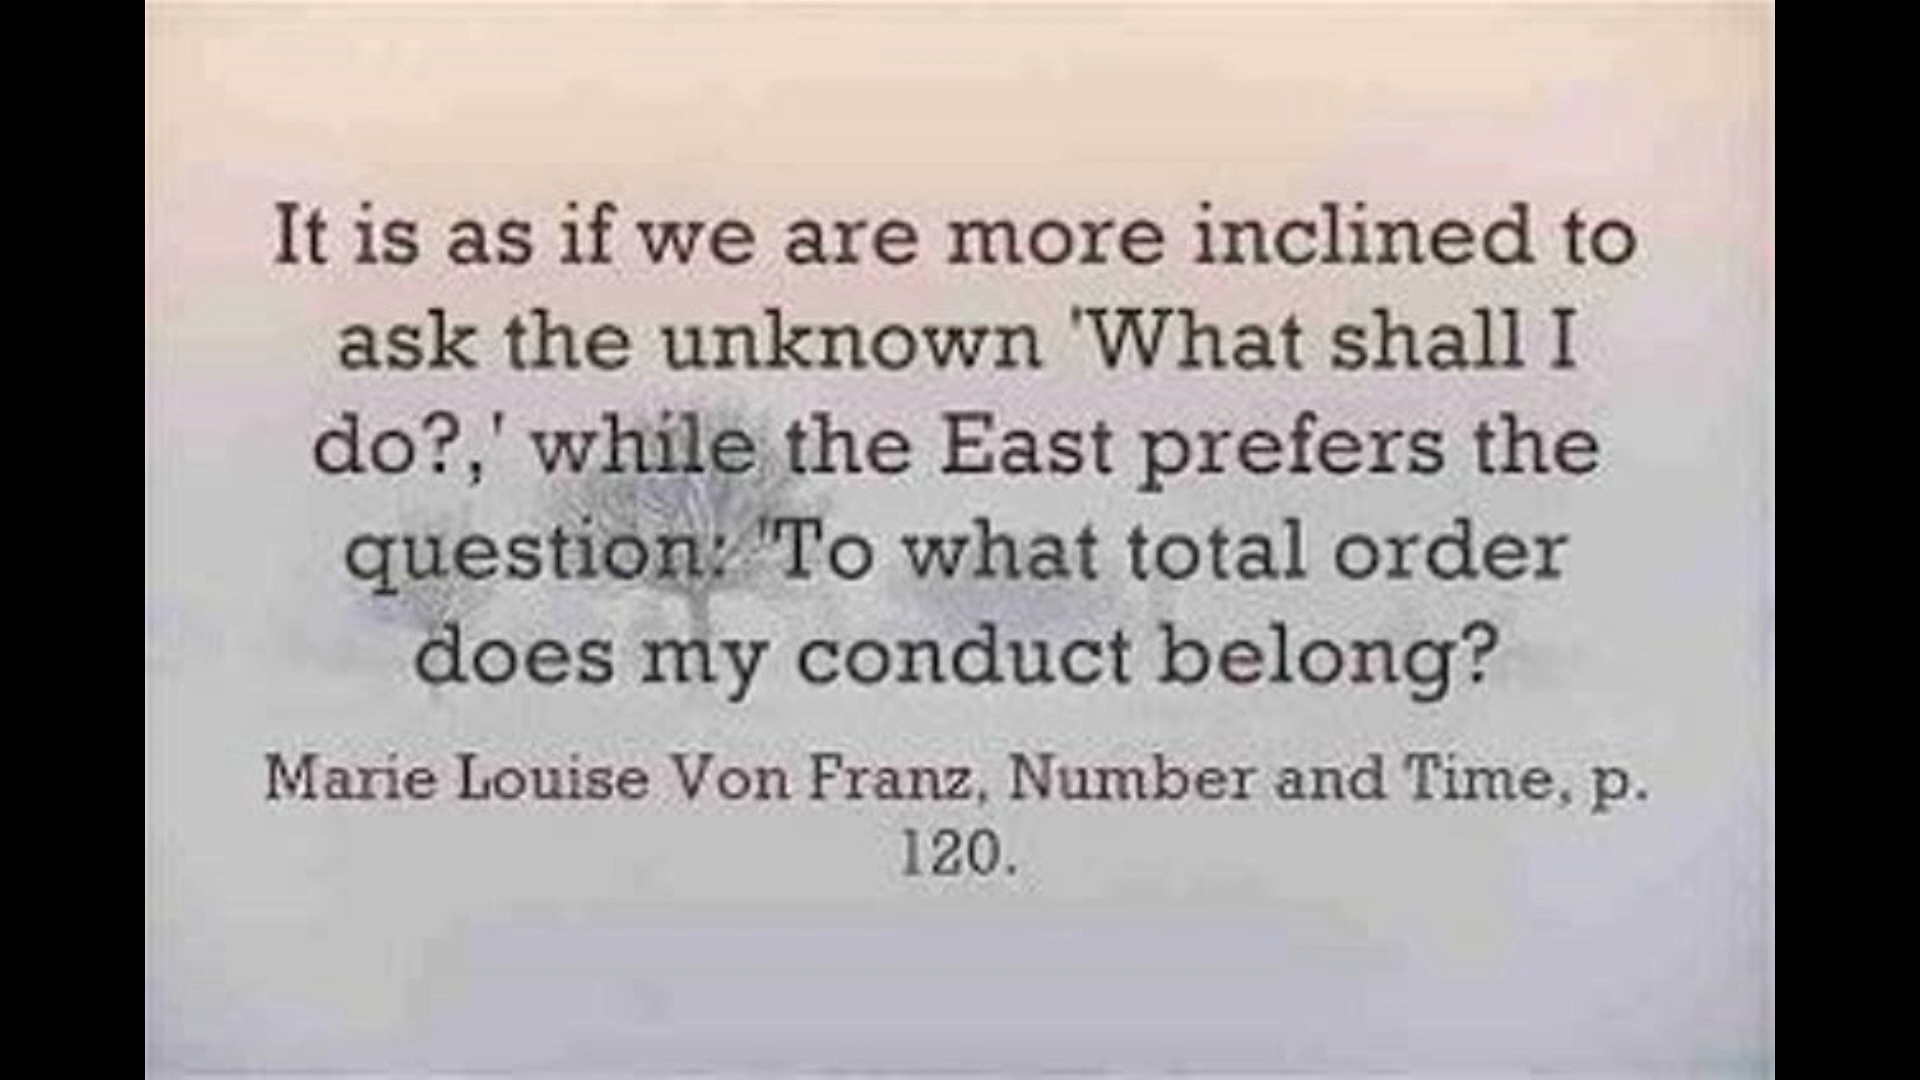 It is as if we are more inclined to
ask the unknown 'What shall I
do?,' while the East prefers the
question: 'To what total order
does my conduct belong?
Marie Louise Von Franz, Number and Time, p.
120.